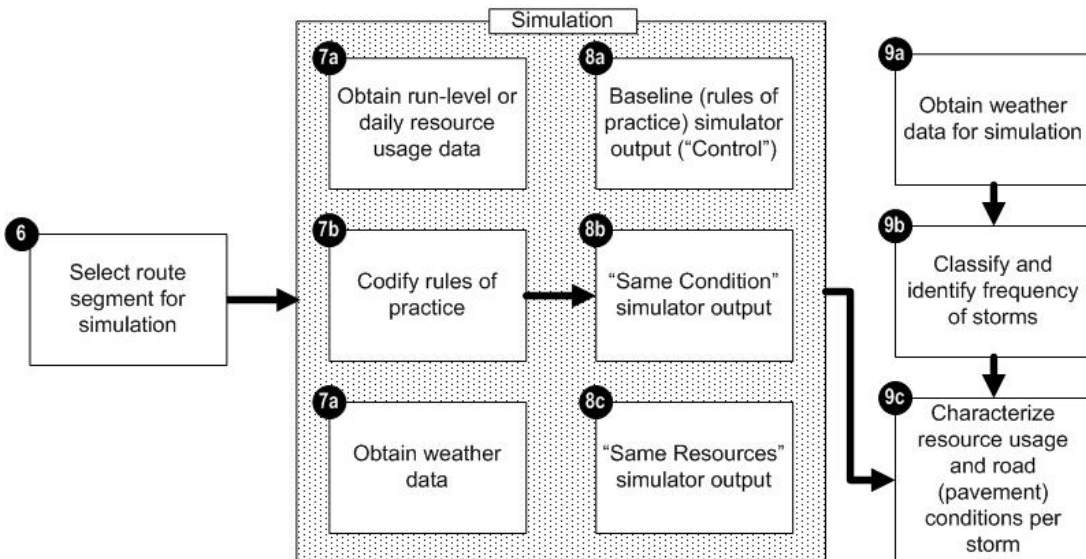 Simulation
6
Select route
segment for
simulation
7a
Obtain run-level or
daily resource
usage data
7b
Codify rules of
practice
7a
Obtain weather
data
8a
Baseline (rules of
practice) simulator
output (“Control”)
8b
“Same Condition”
simulator output
8c
“Same Resources”
simulator output
9a
Obtain weather
data for simulation
9b
Classify and
identify frequency
of storms
9c
Characterize
resource usage
and road
(pavement)
conditions per
storm